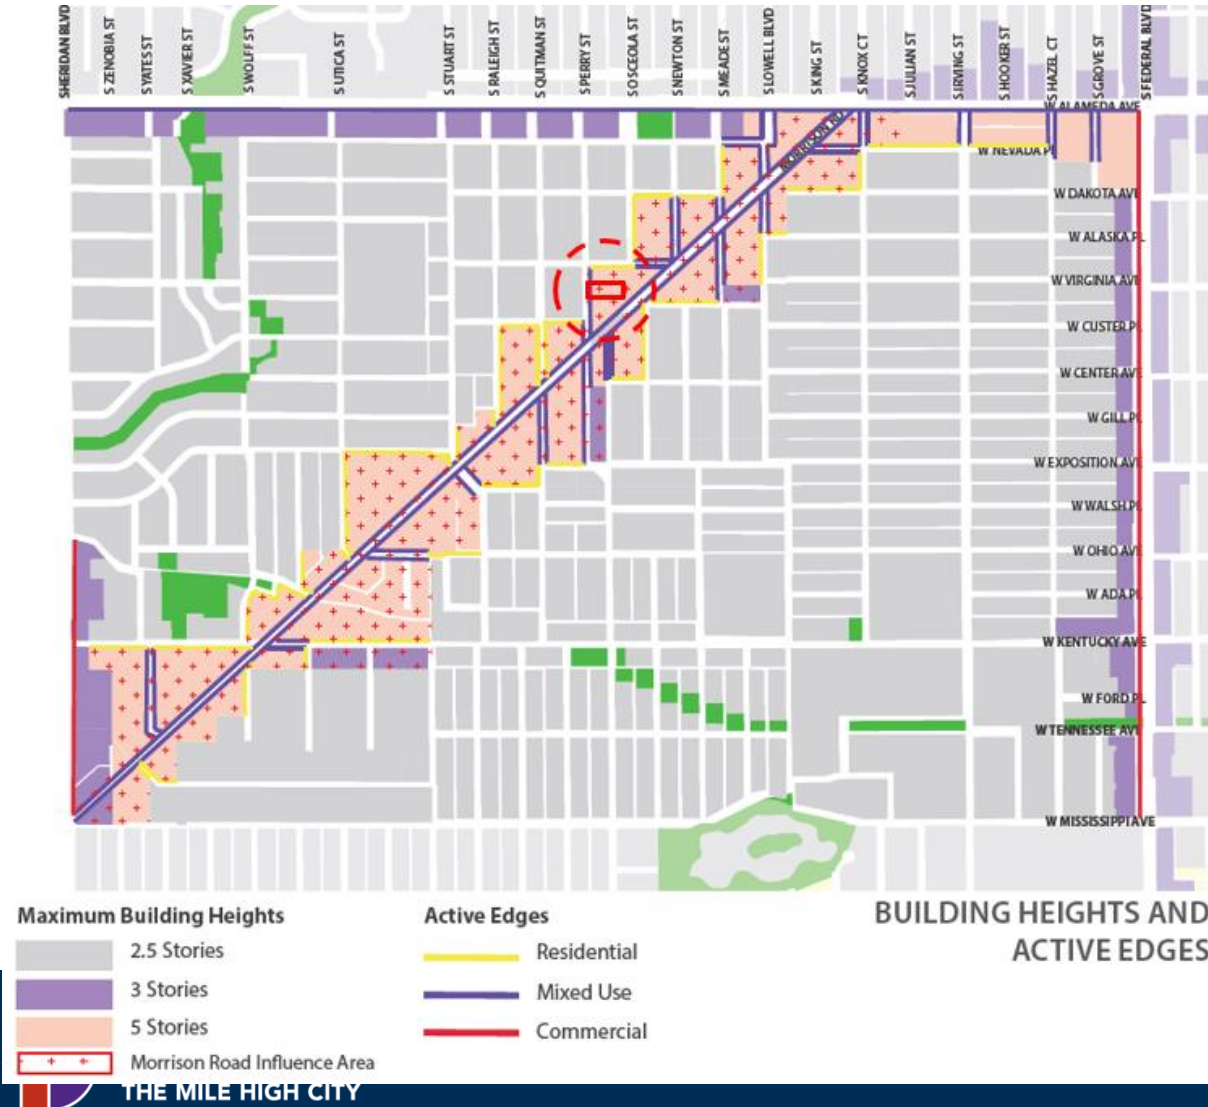 SHERIDAN BLVD
S ZENOBIA ST
S YATES ST
S XAVIER ST
S WOLFF ST
S UTICA ST
S STUART ST
S RALEIGH ST
S QUITMAN ST
S PERRY ST
S OSCEOLA ST
S NEWTON ST
S MEADE ST
S LOWELL BLVD
S KING ST
S KNOX CT
S JULIAN ST
S IRVING ST
S HOOKER ST
S HAZEL CT
S GROVE ST
S FEDERAL BLVD
W ALAMEDA AVE
W NEVADA PL
W DAKOTA AVE
W ALASKA PL
W VIRGINIA AVE
W CUSTER PL
W CENTER AVE
W GILL PL
W EXPOSITION AVE
W WALSH PL
W OHIO AVE
W ADA PL
W KENTUCKY AVE
W FORD PL
W TENNESSEE AVE
W MISSISSIPPI AVE
Maximum Building Heights
2.5 Stories
3 Stories
5 Stories
Morrison Road Influence Area
Active Edges
Residential
Mixed Use
Commercial
BUILDING HEIGHTS AND
ACTIVE EDGES
THE MILE HIGH CITY